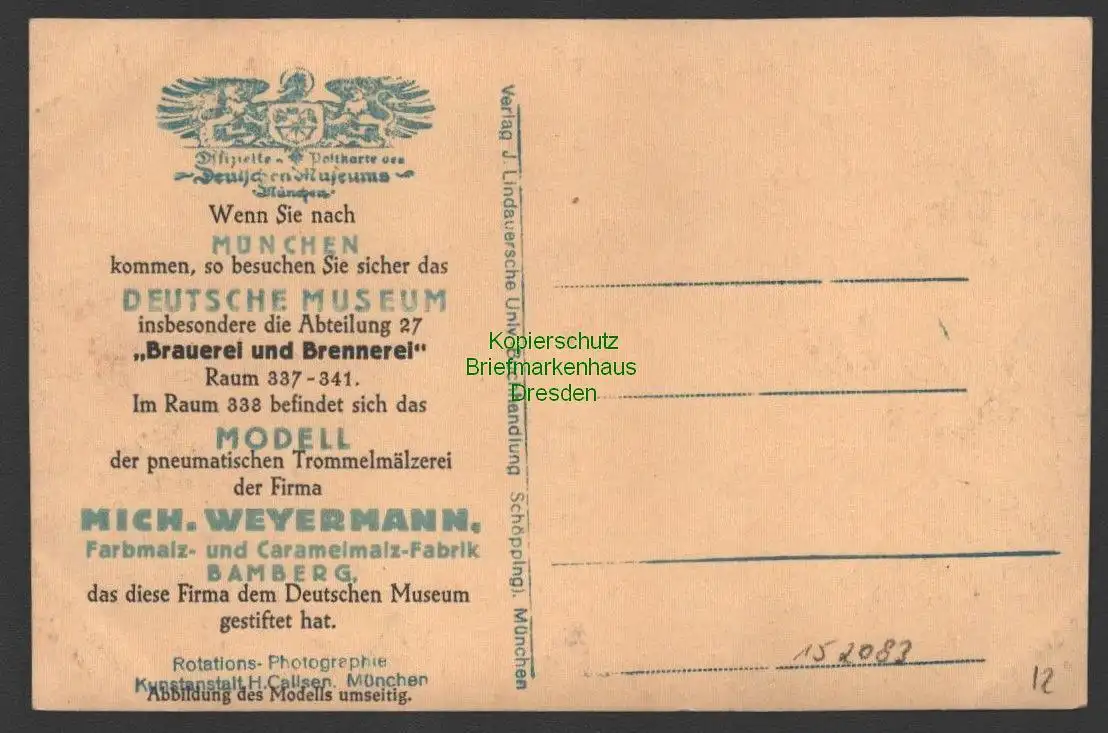 Offizielle Postkarte des
Deutschen Museums
München
Wenn Sie nach
MÜNCHEN
kommen, so besuchen Sie sicher das
DEUTSCHE MUSEUM
insbesondere die Abteilung 27
„Brauerei und Brennerei“
Raum 337-341.
Im Raum 338 befindet sich das
MODELL
der pneumatischen Trommelmälzerei
der Firma
MICH. WEYERMANN,
Farbmalz- und Caramelmalz-Fabrik
BAMBERG,
das diese Firma dem Deutschen Museum
gestiftet hat.
Rotations-Photographie
Kunstanstalt H. Callsen, München
Abbildung des Modells umseitig.
Verlag J. Lindauersche Univ. Buchhandlung Schöpping). München
Kopierschutz
Briefmarkenhaus
Dresden
152083
12